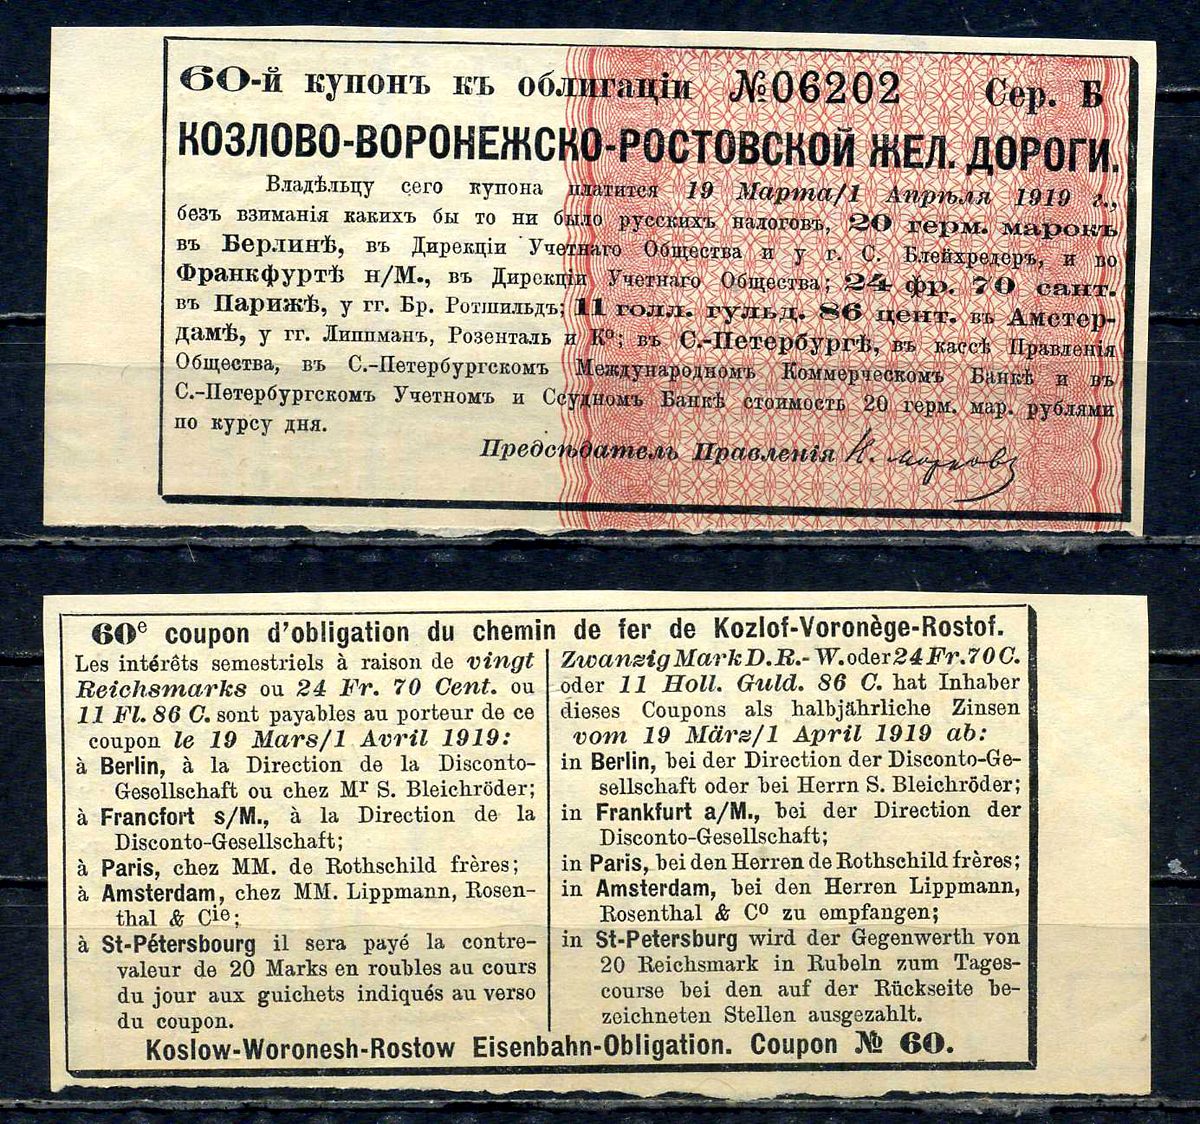 60-й купонъ къ облигаціи №06202 Сер. Б
КОЗЛОВО-ВОРОНЕЖСКО-РОСТОВСКОЙ ЖЕЛ. ДОРОГИ.
Владѣльцу сего купона платится 19 Марта/1 Апрѣля 1919 г.,
безъ взиманія какихъ бы то ни было русскихъ налоговъ, 20 герм. марокъ
въ Берлинѣ, въ Дирекціи Учетнаго Общества и у г. С. Блейхредеръ, и во
Франкфуртѣ н/М., въ Дирекціи Учетнаго Общества; 24 фр. 70 сант.
въ Парижѣ, у гг. Бр. Ротшильдъ; 11 голл. гульд. 86 цент. въ Амстер-
дамѣ, у гг. Липпманъ, Розенталь и Ко; въ С.-Петербургѣ, въ кассѣ Правленія
Общества, въ С.-Петербургскомъ Международномъ Коммерческомъ Банкѣ и въ
С.-Петербургскомъ Учетномъ и Ссудномъ Банкѣ стоимость 20 герм. мар. рублями
по курсу дня.
Предсѣдатель Правленія Н. Марковъ
60e coupon d'obligation du chemin de fer de Kozlof-Voronège-Rostof.
Les intérêts semestriels à raison de vingt
Reichsmarks ou 24 Fr. 70 Cent. ou
11 Fl. 86 C. sont payables au porteur de ce
coupon le 19 Mars/1 Avril 1919:
à Berlin, à la Direction de la Disconto-
Gesellschaft ou chez Mr S. Bleichröder;
à Francfort s/M., à la Direction de la
Disconto-Gesellschaft;
à Paris, chez MM. de Rothschild frères;
à Amsterdam, chez MM. Lippmann, Rosen-
thal & Cie;
à St-Pétersbourg il sera payé la contre-
valeur de 20 Marks en roubles au cours
du jour aux guichets indiqués au verso
du coupon.
Zwanzig Mark D. R.-W. oder 24 Fr. 70 C.
oder 11 Holl. Guld. 86 C. hat Inhaber
dieses Coupons als halbjährliche Zinsen
vom 19 März/1 April 1919 ab:
in Berlin, bei der Direction der Disconto-Ge-
sellschaft oder bei Herrn S. Bleichröder;
in Frankfurt a/M., bei der Direction der
Disconto-Gesellschaft;
in Paris, bei den Herren de Rothschild frères;
in Amsterdam, bei den Herren Lippmann,
Rosenthal & Co zu empfangen;
in St-Petersburg wird der Gegenwerth von
20 Reichsmark in Rubeln zum Tages-
course bei den auf der Rückseite be-
zeichneten Stellen ausgezahlt.
Koslow-Woronesh-Rostow Eisenbahn-Obligation. Coupon № 60.